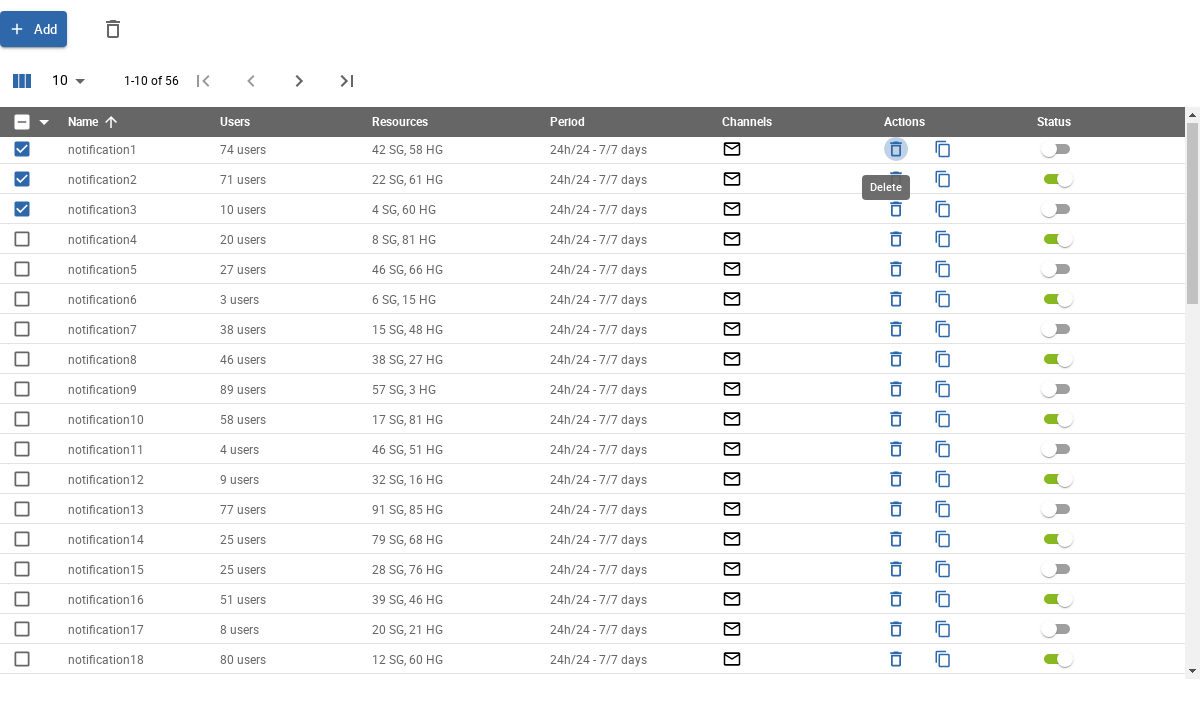 Add
10 1-10 of 56
Name Users Resources Period Channels Actions Status
notification1 74 users 42 SG, 58 HG 24h/24 - 7/7 days
notification2 71 users 22 SG, 61 HG 24h/24 - 7/7 days
Delete
notification3 10 users 4 SG, 60 HG 24h/24 - 7/7 days
notification4 20 users 8 SG, 81 HG 24h/24 - 7/7 days
notification5 27 users 46 SG, 66 HG 24h/24 - 7/7 days
notification6 3 users 6 SG, 15 HG 24h/24 - 7/7 days
notification7 38 users 15 SG, 48 HG 24h/24 - 7/7 days
notification8 46 users 38 SG, 27 HG 24h/24 - 7/7 days
notification9 89 users 57 SG, 3 HG 24h/24 - 7/7 days
notification10 58 users 17 SG, 81 HG 24h/24 - 7/7 days
notification11 4 users 46 SG, 51 HG 24h/24 - 7/7 days
notification12 9 users 32 SG, 16 HG 24h/24 - 7/7 days
notification13 77 users 91 SG, 85 HG 24h/24 - 7/7 days
notification14 25 users 79 SG, 68 HG 24h/24 - 7/7 days
notification15 25 users 28 SG, 76 HG 24h/24 - 7/7 days
notification16 51 users 39 SG, 46 HG 24h/24 - 7/7 days
notification17 8 users 20 SG, 21 HG 24h/24 - 7/7 days
notification18 80 users 12 SG, 60 HG 24h/24 - 7/7 days